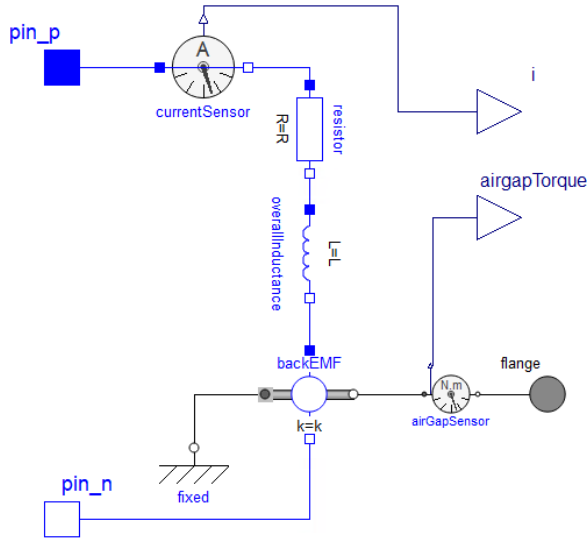 pin_p
A
currentSensor
i
R=R
resistor
airgapTorque
overallInductance
L=L
backEMF
N.m
flange
k=k
airGapSensor
pin_n
fixed